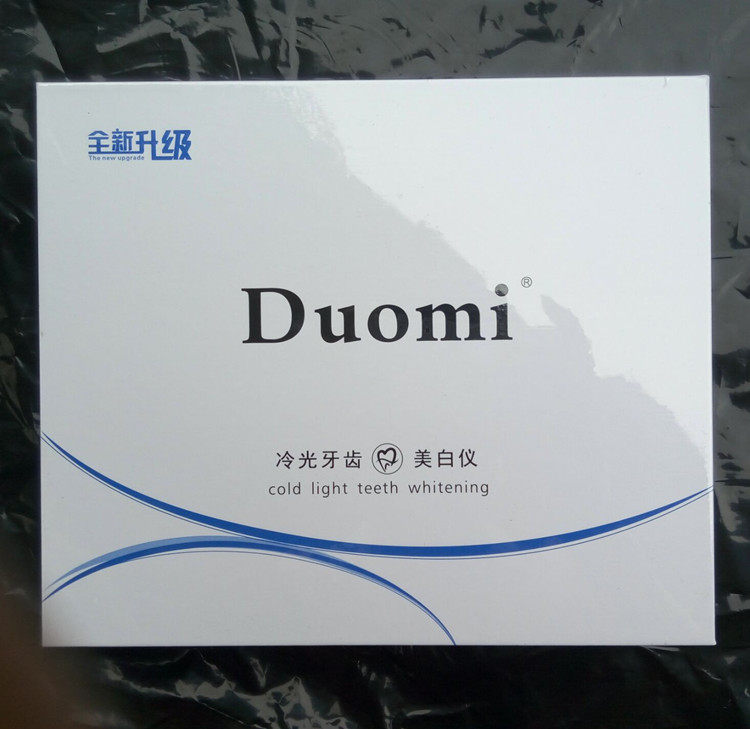 全新升级
The new upgrade
Duomi®
冷光牙齿 美白仪
cold light teeth whitening